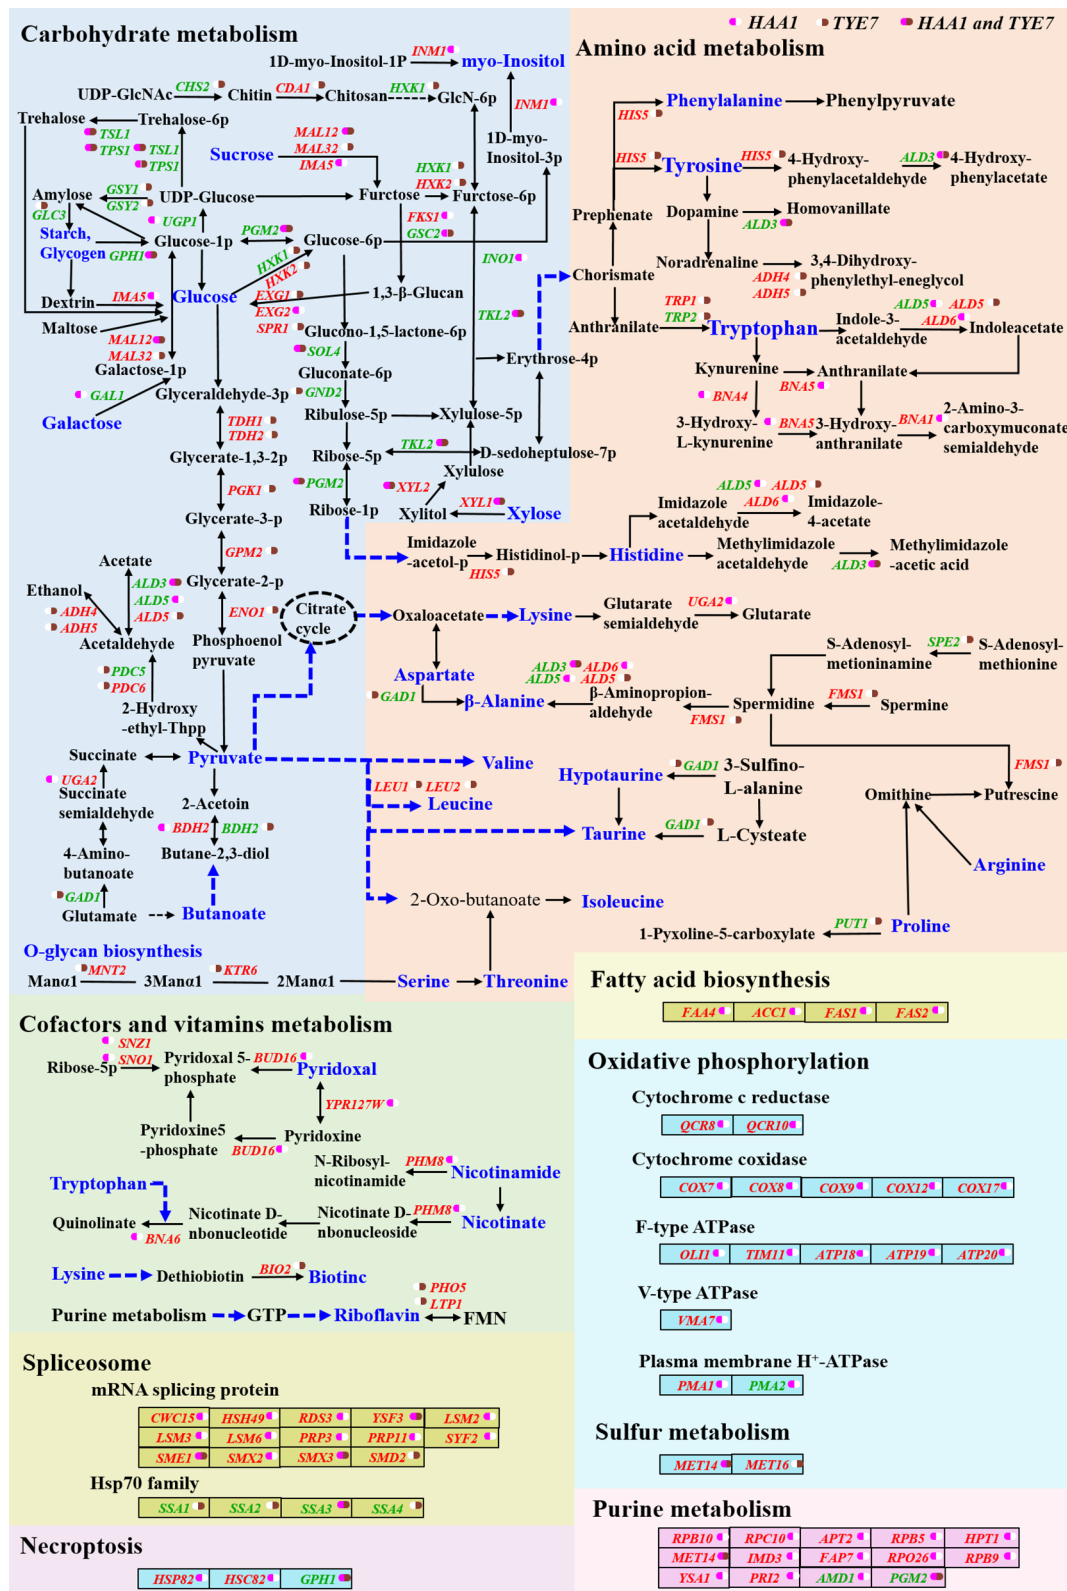 HAA1 TYE7 HAA1 and TYE7
Carbohydrate metabolism
1D-myo-Inositol-1P INM1 myo-Inositol
UDP-GlcNAc CHS2 Chitin CDA1 Chitosan HXK1 GlcN-6p
INM1
Trehalose Trehalose-6p
TSL1
TPS1 TSL1
TPS1
1D-myo-
Inositol-3p
Sucrose
MAL12
MAL32
IMA5
HXK1
HXK2
Amylose GSY1
GSY2 UDP-Glucose Furctose Furctose-6p
GLC3
UGP1
FKS1
GSC2
Starch,
Glycogen
Glucose-1p PGM2 Glucose-6p
GPH1
HXK1
HXK2
INO1
Glucose
1,3-β-Glucan
Dextrin IMA5
EXG1
EXG2
SPR1
Maltose
Glucono-1,5-lactone-6p
TKL2
MAL12
MAL32
Galactose-1p
SOL4
Erythrose-4p
Gluconate-6p
GAL1
Galactose
Glyceraldehyde-3p
GND2
Ribulose-5p Xylulose-5p
TDH1
TDH2
Glycerate-1,3-2p
Ribose-5p TKL2 D-sedoheptulose-7p
Xylulose
PGK1
PGM2
XYL2 XYL1
Glycerate-3-p
Ribose-1p Xylitol Xylose
GPM2
Acetate
Glycerate-2-p
Ethanol
ALD3
ALD5
ALD5
ADH4
ADH5
ENO1
Citrate
cycle
Acetaldehyde
Phosphoenol
pyruvate
PDC5
PDC6
2-Hydroxy
-ethyl-Thpp
Succinate Pyruvate
UGA2
Succinate
semialdehyde
2-Acetoin
BDH2 BDH2
4-Amino-
butanoate
Butane-2,3-diol
GAD1
Glutamate Butanoate
O-glycan biosynthesis
Manα1 MNT2 3Manα1 KTR6 2Manα1 Serine Threonine
Amino acid metabolism
Phenylalanine Phenylpyruvate
HIS5
HIS5 Tyrosine HIS5 4-Hydroxy-
phenylacetaldehyde
ALD3 4-Hydroxy-
phenylacetate
Prephenate
Dopamine Homovanillate
ALD3
Noradrenaline 3,4-Dihydroxy-
phenylethyl-eneglycol
ADH4
ADH5
Chorismate
Anthranilate TRP1
TRP2 Tryptophan Indole-3-
acetaldehyde
ALD5 ALD5
ALD6 Indoleacetate
Kynurenine Anthranilate
BNA5
BNA4
3-Hydroxy-
L-kynurenine
BNA5 3-Hydroxy-
anthranilate
BNA1 2-Amino-3-
carboxymuconate
semialdehyde
Imidazole
acetaldehyde
ALD5 ALD5
ALD6
Imidazole-
4-acetate
Imidazole
-acetol-p
HIS5
Histidinol-p Histidine Methylimidazole
acetaldehyde
ALD3
Methylimidazole
-acetic acid
Oxaloacetate Lysine Glutarate
semialdehyde
UGA2 Glutarate
S-Adenosyl-
metioninamine
SPE2 S-Adenosyl-
methionine
Aspartate
GAD1
β-Alanine
ALD3 ALD6
ALD5 ALD5
β-Aminopropion-
aldehyde
FMS1
Spermidine FMS1 Spermine
Valine
Hypotaurine GAD1 3-Sulfino-
L-alanine
FMS1
LEU1 LEU2
Leucine
Omithine Putrescine
Taurine GAD1 L-Cysteate
Arginine
2-Oxo-butanoate Isoleucine
1-Pyxoline-5-carboxylate PUT1 Proline
Fatty acid biosynthesis
FAA4 ACC1 FAS1 FAS2
Cofactors and vitamins metabolism
SNZ1
SNO1
Ribose-5p Pyridoxal 5-
phosphate
BUD16 Pyridoxal
YPR127W
Pyridoxine5
-phosphate
BUD16
Pyridoxine
N-Ribosyl-
nicotinamide
PHM8 Nicotinamide
Tryptophan
Quinolinate
BNA6
Nicotinate D-
nbonucleotide
Nicotinate D-
nbonucleoside
PHM8
Nicotinate
Lysine Dethiobiotin BIO2 Biotinc
PHO5
LTP1
Purine metabolism GTP Riboflavin FMN
Oxidative phosphorylation
Cytochrome c reductase
QCR8 QCR10
Cytochrome coxidase
COX7 COX8 COX9 COX12 COX17
F-type ATPase
OLI1 TIM11 ATP18 ATP19 ATP20
V-type ATPase
VMA7
Plasma membrane H⁺-ATPase
PMA1 PMA2
Sulfur metabolism
MET14 MET16
Spliceosome
mRNA splicing protein
CWC15 HSH49 RDS3 YSF3 LSM2
LSM3 LSM6 PRP3 PRP11 SYF2
SME1 SMX2 SMX3 SMD2
Hsp70 family
SSA1 SSA2 SSA3 SSA4
Necroptosis
HSP82 HSC82 GPH1
Purine metabolism
RPB10 RPC10 APT2 RPB5 HPT1
MET14 IMD3 FAP7 RPO26 RPB9
YSA1 PRI2 AMD1 PGM2